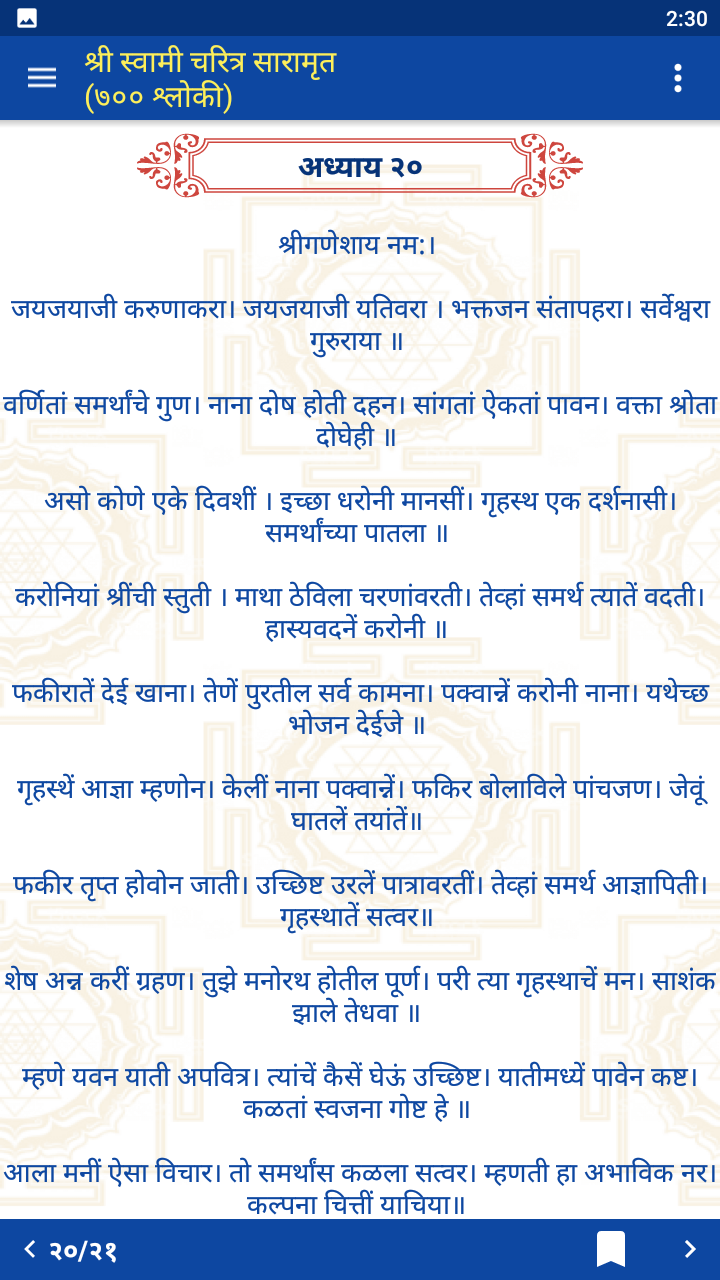 2:30
श्री स्वामी चरित्र सारामृत
(७०० श्लोकी)
अध्याय २०
श्रीगणेशाय नम:।
जयजयाजी करुणाकरा। जयजयाजी यतिवरा । भक्तजन संतापहरा। सर्वेश्वरा
गुरुराया ॥
वर्णितां समर्थांचे गुण। नाना दोष होती दहन। सांगतां ऐकतां पावन। वक्ता श्रोता
दोघेही ॥
असो कोणे एके दिवशीं । इच्छा धरोनी मानसीं। गृहस्थ एक दर्शनासी।
समर्थांच्या पातला ॥
करोनियां श्रींची स्तुती । माथा ठेविला चरणांवरती। तेव्हां समर्थ त्यातें वदती।
हास्यवदनें करोनी ॥
फकीरातें देई खाना। तेणें पुरतील सर्व कामना। पक्वान्नें करोनी नाना। यथेच्छ
भोजन देईजे ॥
गृहस्थें आज्ञा म्हणोन। केलीं नाना पक्वान्नें। फकिर बोलाविले पांचजण। जेवूं
घातलें तयांतें॥
फकीर तृप्त होवोन जाती। उच्छिष्ट उरलें पात्रावरतीं। तेव्हां समर्थ आज्ञापिती।
गृहस्थातें सत्वर॥
शेष अन्न करीं ग्रहण। तुझे मनोरथ होतील पूर्ण। परी त्या गृहस्थाचें मन। साशंक
झाले तेधवा ॥
म्हणे यवन याती अपवित्र। त्यांचें कैसें घेऊं उच्छिष्ट। यातीमध्यें पावेन कष्ट।
कळतां स्वजना गोष्ट हे ॥
आला मनीं ऐसा विचार। तो समर्थांस कळला सत्वर। म्हणती हा अभाविक नर।
कल्पना चित्तीं याचिया॥
२०/२१